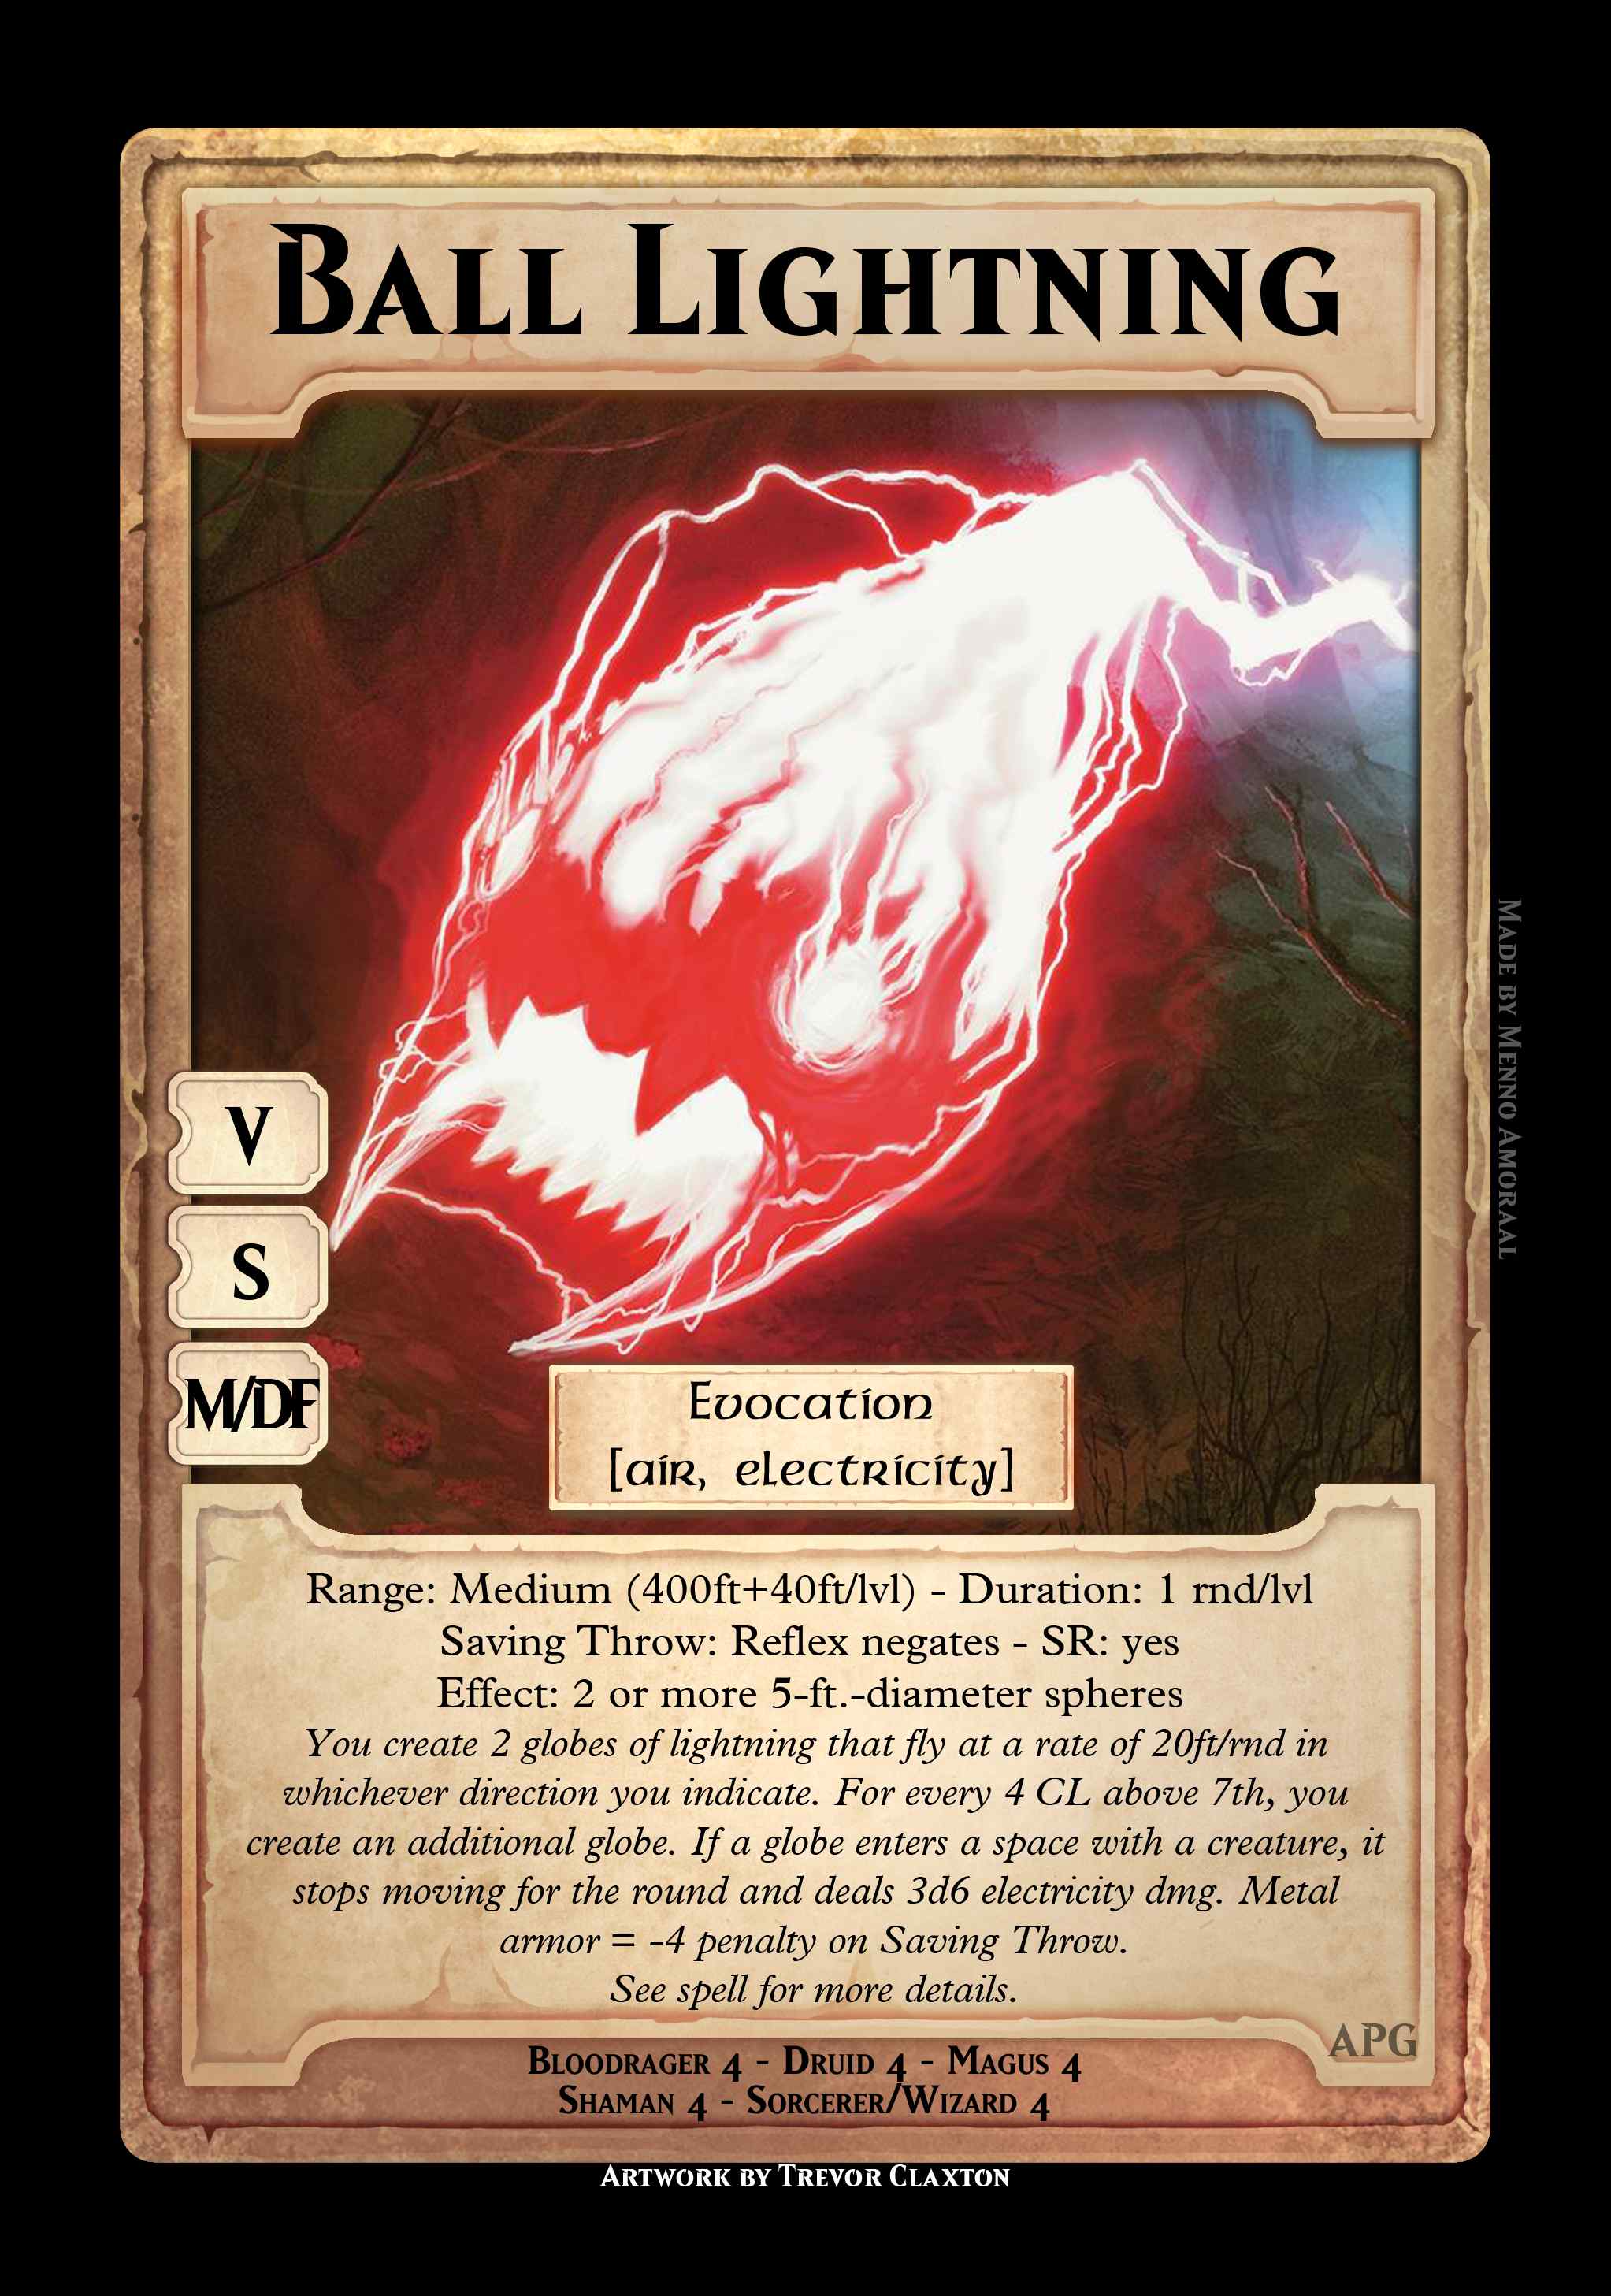 Ball Lightning
V
S
M/DF
Evocation
[air, electricity]
Range: Medium (400ft+40ft/lvl) - Duration: 1 rnd/lvl
Saving Throw: Reflex negates - SR: yes
Effect: 2 or more 5-ft.-diameter spheres
You create 2 globes of lightning that fly at a rate of 20ft/rnd in
whichever direction you indicate. For every 4 CL above 7th, you
create an additional globe. If a globe enters a space with a creature, it
stops moving for the round and deals 3d6 electricity dmg. Metal
armor = -4 penalty on Saving Throw.
See spell for more details.
APG
Bloodrager 4 - Druid 4 - Magus 4
Shaman 4 - Sorcerer/Wizard 4
Artwork by Trevor Claxton
Made by Menno Amoraal